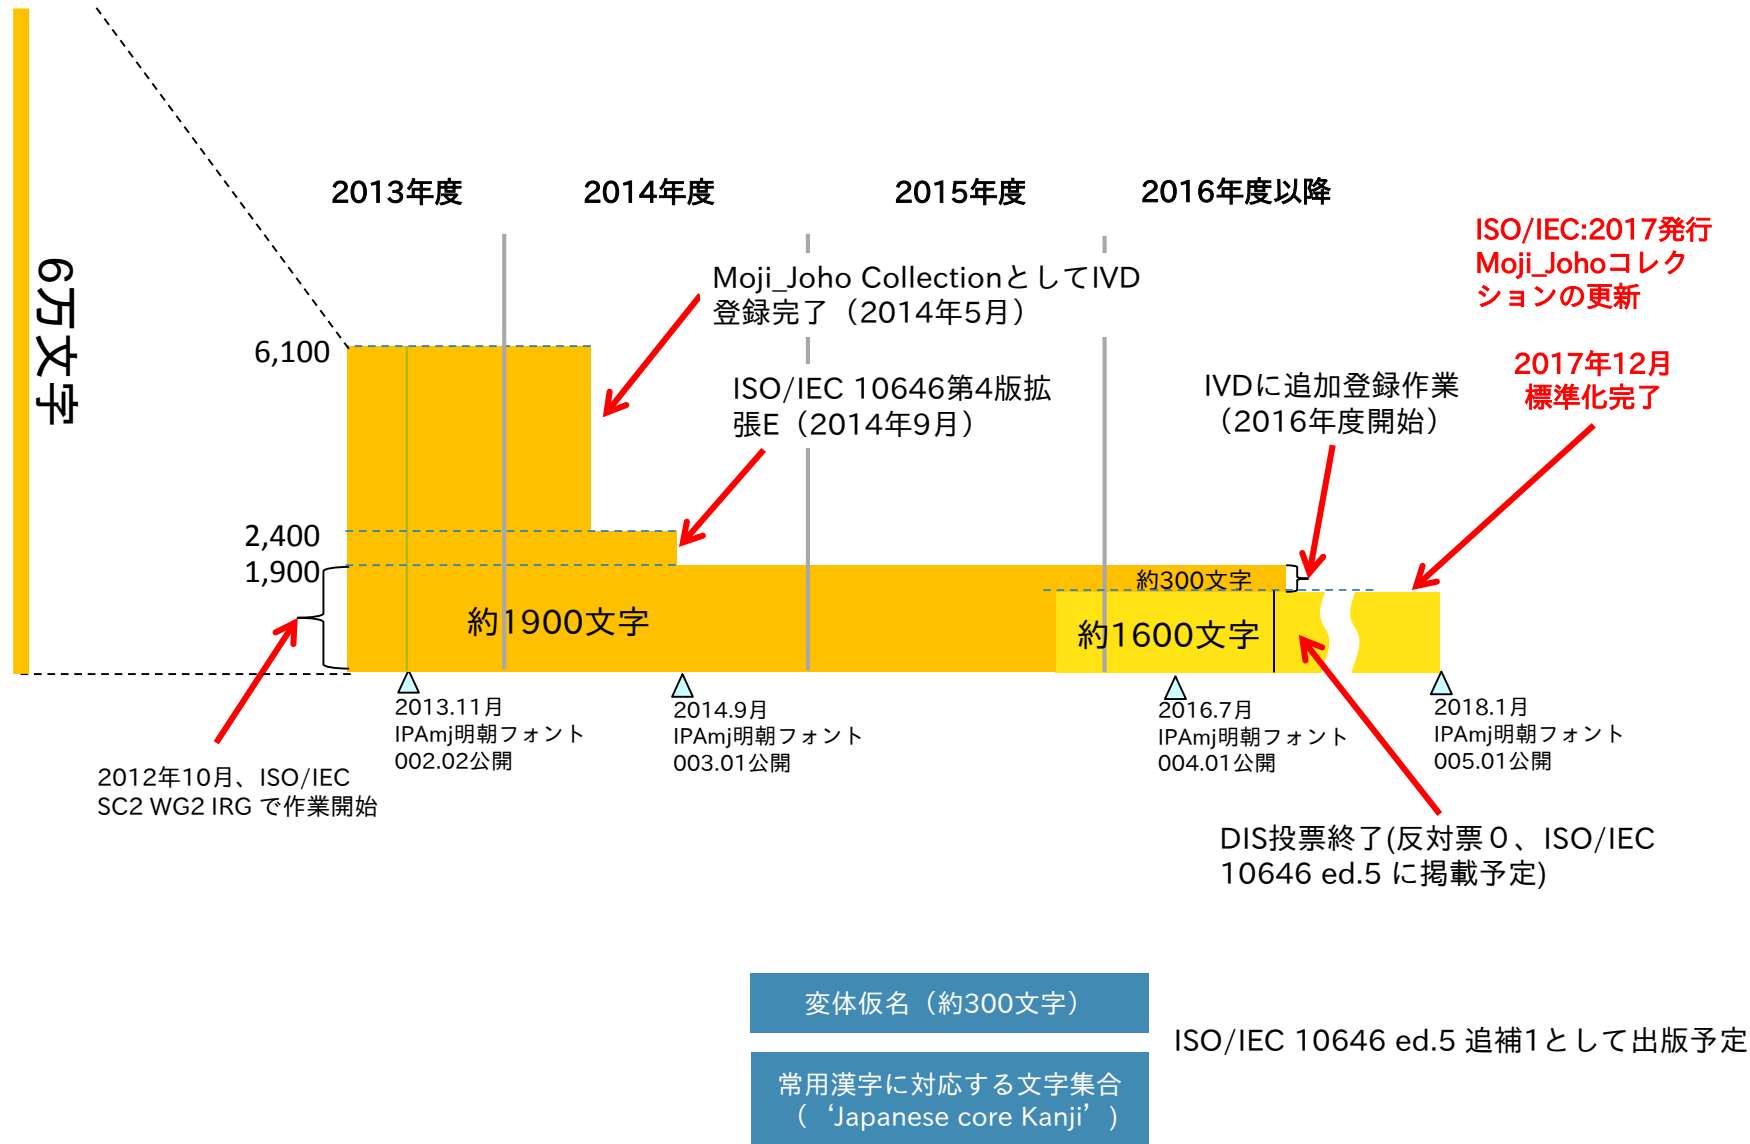 6万文字
2013年度
2014年度
2015年度
2016年度以降
ISO/IEC:2017発行
Moji_Johoコレク
ションの更新
Moji_Joho CollectionとしてIVD
登録完了（2014年5月）
6,100
ISO/IEC 10646第4版拡
張E（2014年9月）
IVDに追加登録作業
（2016年度開始）
2017年12月
標準化完了
2,400
1,900
約300文字
約1900文字
約1600文字
2013.11月
IPAmj明朝フォント
002.02公開
2014.9月
IPAmj明朝フォント
003.01公開
2016.7月
IPAmj明朝フォント
004.01公開
2018.1月
IPAmj明朝フォント
005.01公開
2012年10月、ISO/IEC
SC2 WG2 IRG で作業開始
DIS投票終了(反対票０、ISO/IEC
10646 ed.5 に掲載予定)
変体仮名（約300文字）
ISO/IEC 10646 ed.5 追補1として出版予定
常用漢字に対応する文字集合
（‘Japanese core Kanji’）